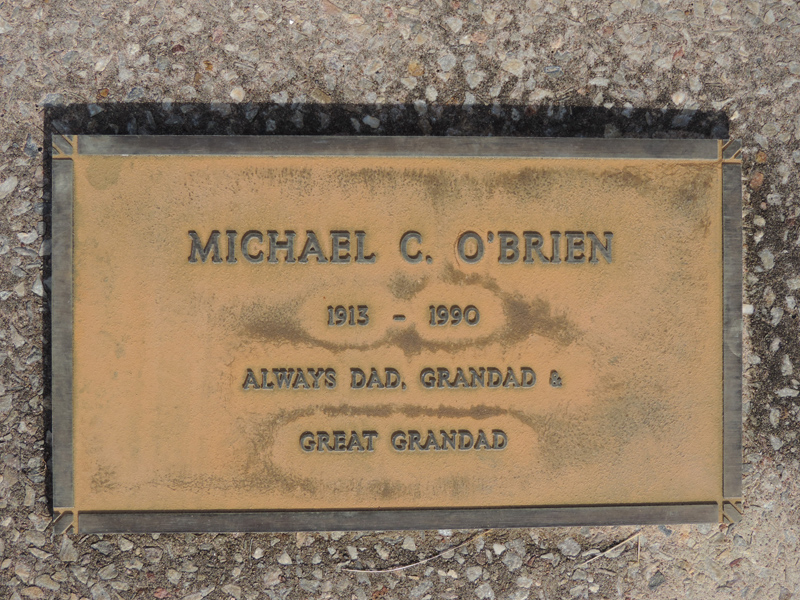 MICHAEL C. O'BRIEN
1913 - 1990
ALWAYS DAD, GRANDAD &
GREAT GRANDAD